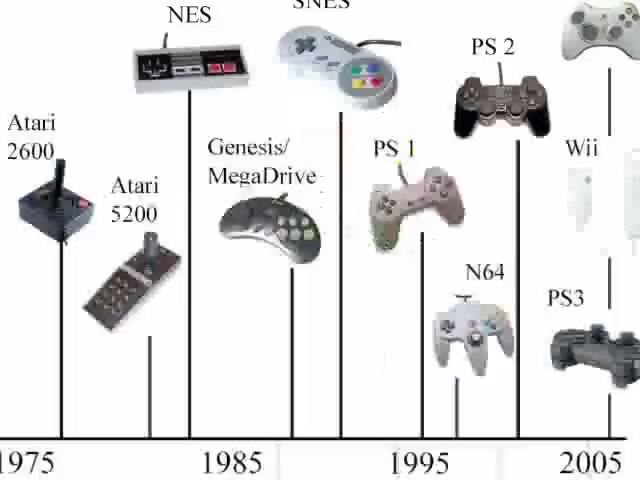 SNES
NES
PS 2
Atari
2600
Genesis/
MegaDrive
PS 1
Wii
Atari
5200
N64
PS3
1975
1985
1995
2005